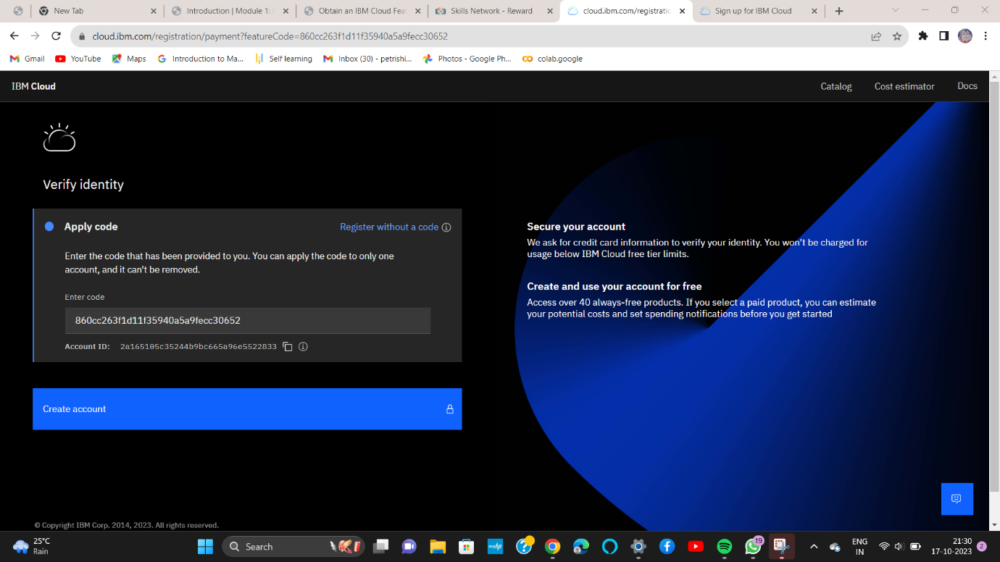 New Tab
Introduction | Module 1:
Obtain an IBM Cloud Fea
Skills Network - Reward
cloud.ibm.com/registratic
Sign up for IBM Cloud
cloud.ibm.com/registration/payment?featureCode=860cc263f1d11f35940a5a9fecc30652
Gmail
YouTube
Maps
Introduction to Ma...
Self learning
Inbox (30) - petrishi...
Photos - Google Ph...
colab.google
IBM Cloud
Catalog
Cost estimator
Docs
Verify identity
Apply code
Register without a code
Enter the code that has been provided to you. You can apply the code to only one
account, and it can't be removed.
Enter code
860cc263f1d11f35940a5a9fecc30652
Account ID: 2a165105c35244b9bc665a96e5522833
Create account
Secure your account
We ask for credit card information to verify your identity. You won't be charged for
usage below IBM Cloud free tier limits.
Create and use your account for free
Access over 40 always-free products. If you select a paid product, you can estimate
your potential costs and set spending notifications before you get started
© Copyright IBM Corp. 2014, 2023. All rights reserved.
25°C
Rain
Search
myhp
19
ENG
IN
21:30
17-10-2023
2